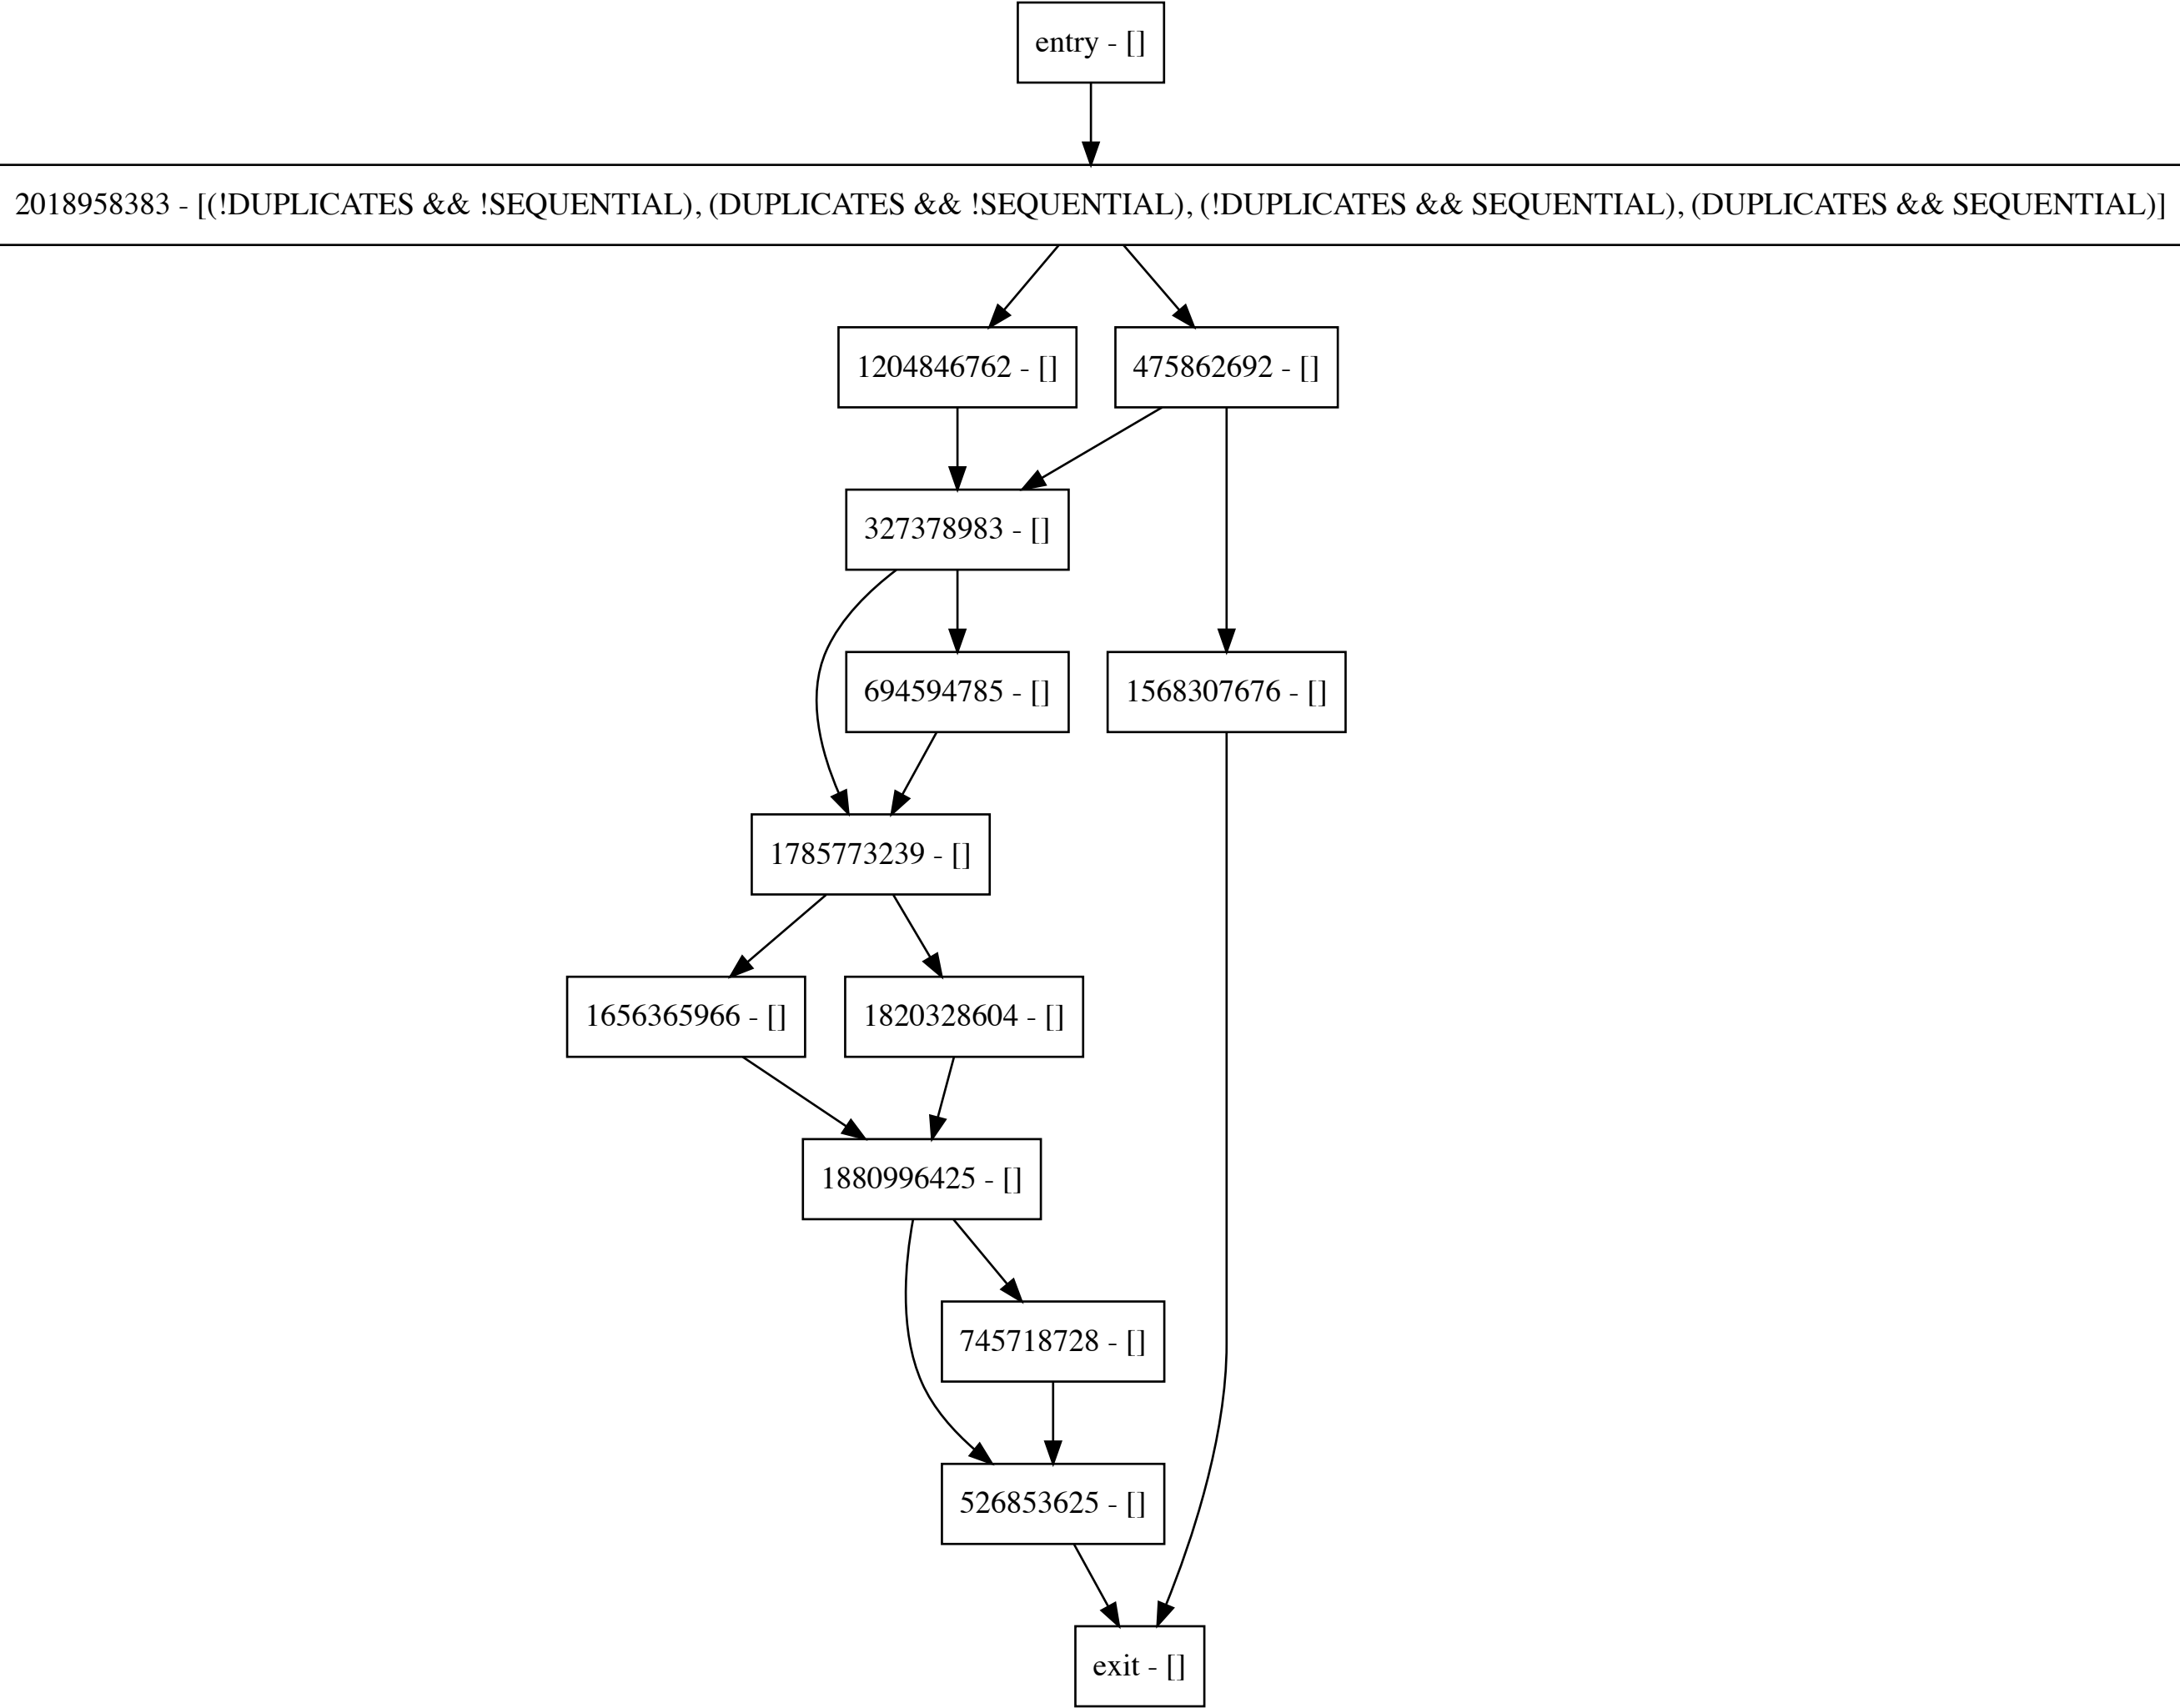 entry - []
2018958383 - [(!DUPLICATES && !SEQUENTIAL), (DUPLICATES && !SEQUENTIAL), (!DUPLICATES && SEQUENTIAL), (DUPLICATES && SEQUENTIAL)]
1204846762 - []
475862692 - []
327378983 - []
694594785 - []
1568307676 - []
1785773239 - []
1656365966 - []
1820328604 - []
1880996425 - []
745718728 - []
526853625 - []
exit - []